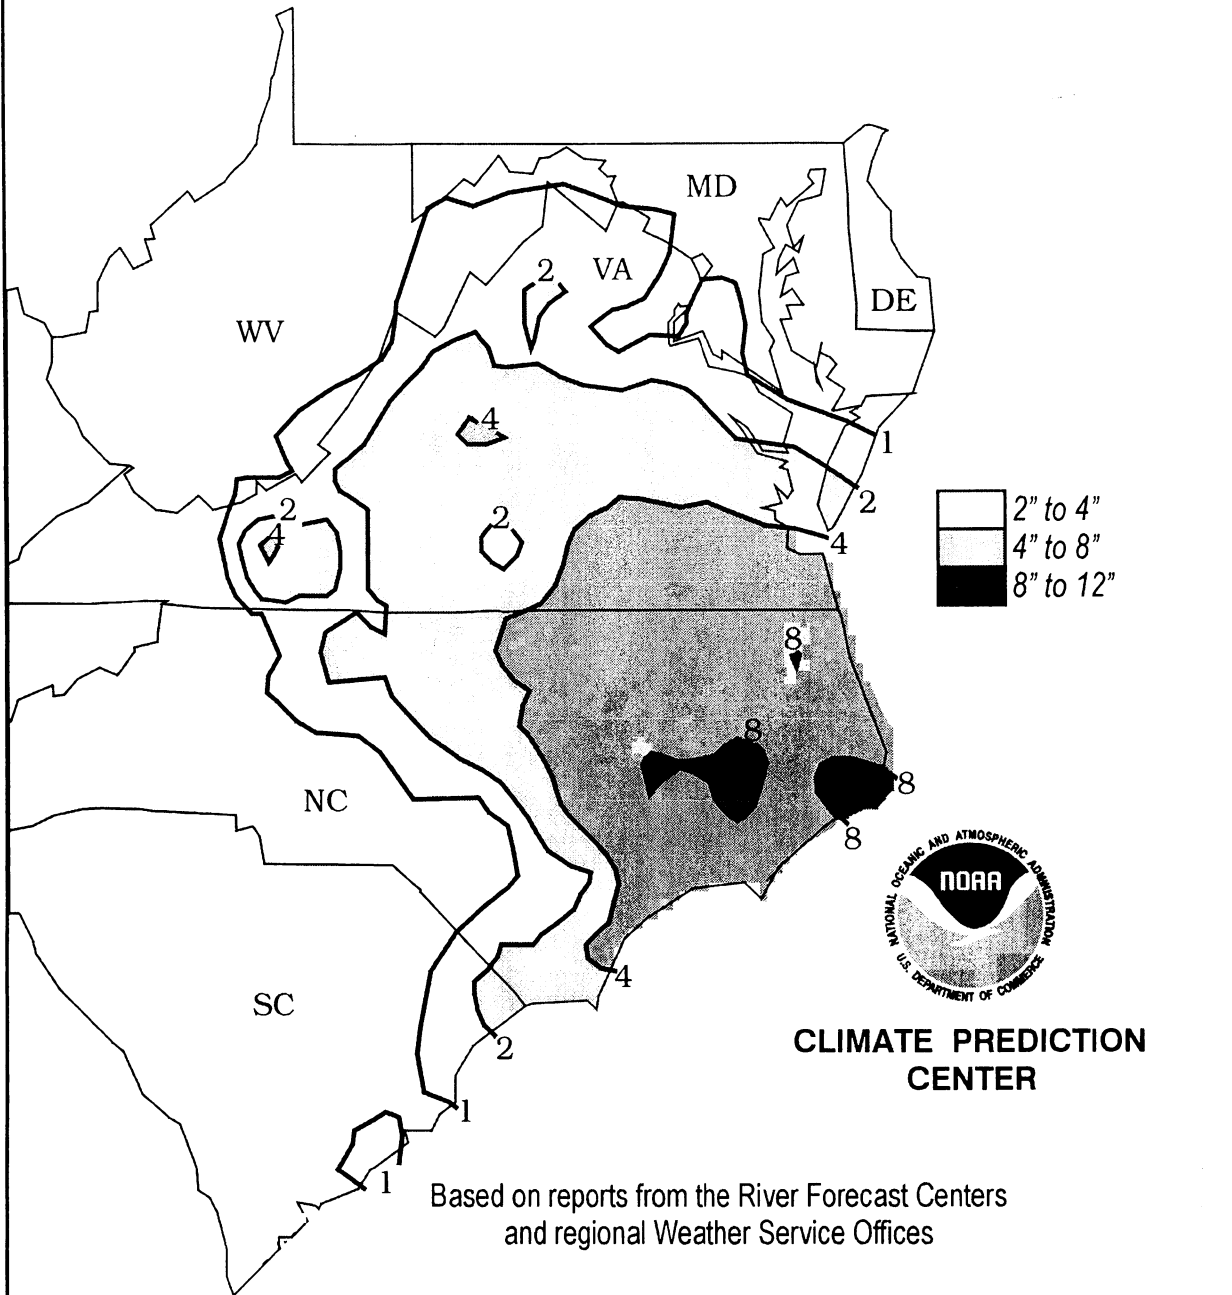 MD
2
VA
DE
WV
4
1
2
2
4
2
4
2” to 4”
4” to 8”
8” to 12”
8
8
8
8
NC
NATIONAL OCEANIC AND ATMOSPHERIC ADMINISTRATION
NOAA
U.S. DEPARTMENT OF COMMERCE
4
SC
2
CLIMATE PREDICTION
CENTER
1
1
Based on reports from the River Forecast Centers
and regional Weather Service Offices